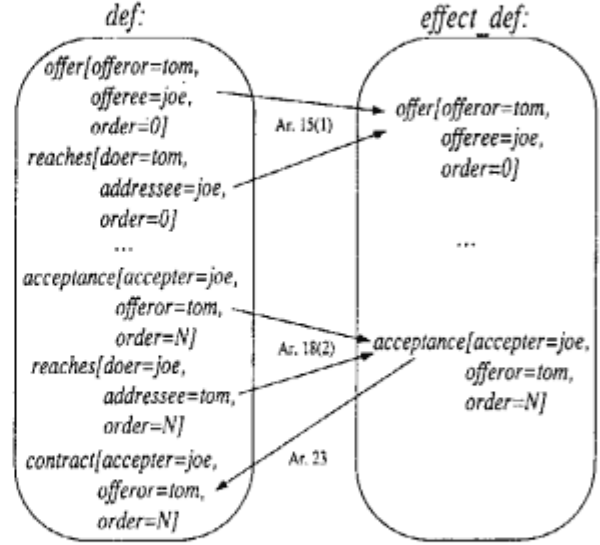 def:
offer[offeror=tom,
offeree=joe,
order=0]
reaches[doer=tom,
addressee=joe,
order=0]
...
acceptance[accepter=joe,
offeror=tom,
order=N]
reaches[doer=joe,
addressee=tom,
order=N]
contract[accepter=joe,
offeror=tom,
order=N]
Ar. 15(1)
Ar. 18(2)
Ar. 23
effect_def:
offer[offeror=tom,
offeree=joe,
order=0]
...
acceptance[accepter=joe,
offeror=tom,
order=N]